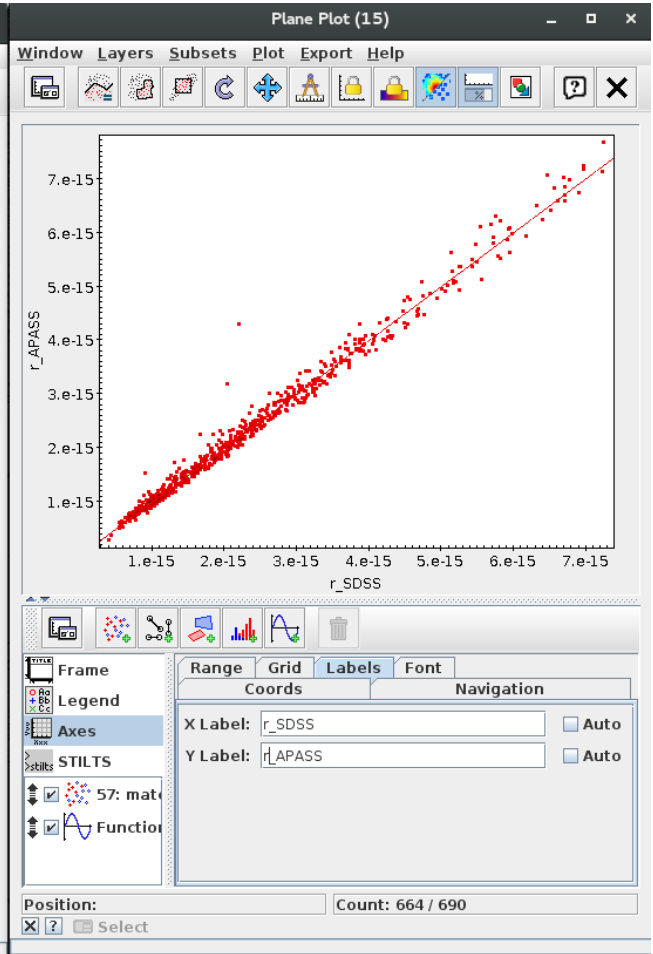 Plane Plot (15)
Window Layers Subsets Plot Export Help
7.e-15
6.e-15
5.e-15
4.e-15
3.e-15
2.e-15
1.e-15
r_APASS
1.e-15 2.e-15 3.e-15 4.e-15 5.e-15 6.e-15 7.e-15
r_SDSS
Frame
Legend
Axes
STILTS
57: mat
Function
Range Grid Labels Font
Coords Navigation
X Label: r_SDSS Auto
Y Label: r_APASS Auto
Position: Count: 664 / 690
Select